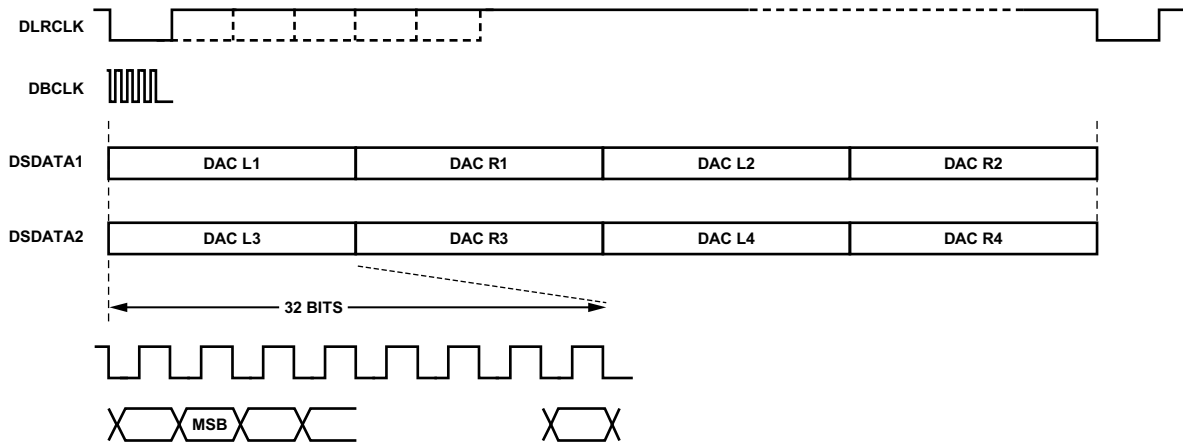 DLRCLK
DBCLK
DSDATA1 DAC L1 DAC R1 DAC L2 DAC R2
DSDATA2 DAC L3 DAC R3 DAC L4 DAC R4
32 BITS
MSB